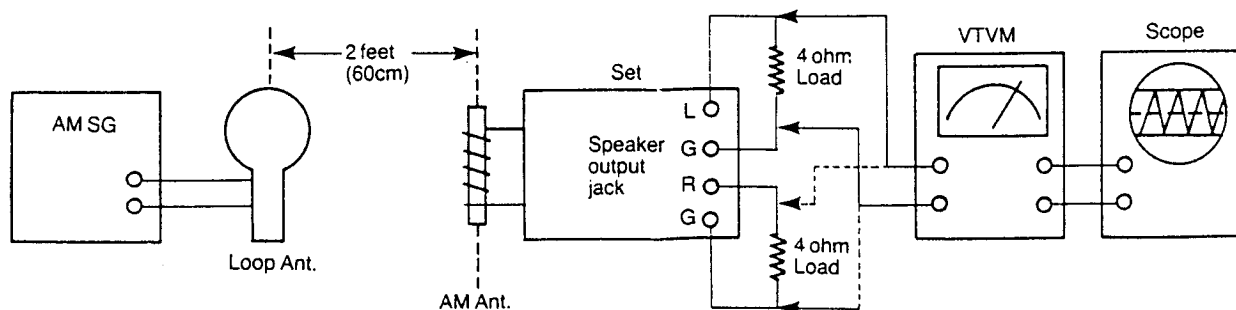 2 feet
(60cm)
AM SG
Loop Ant.
AM Ant.
Set
Speaker
output
jack
L
G
R
G
4 ohm
Load
4 ohm
Load
VTVM
Scope